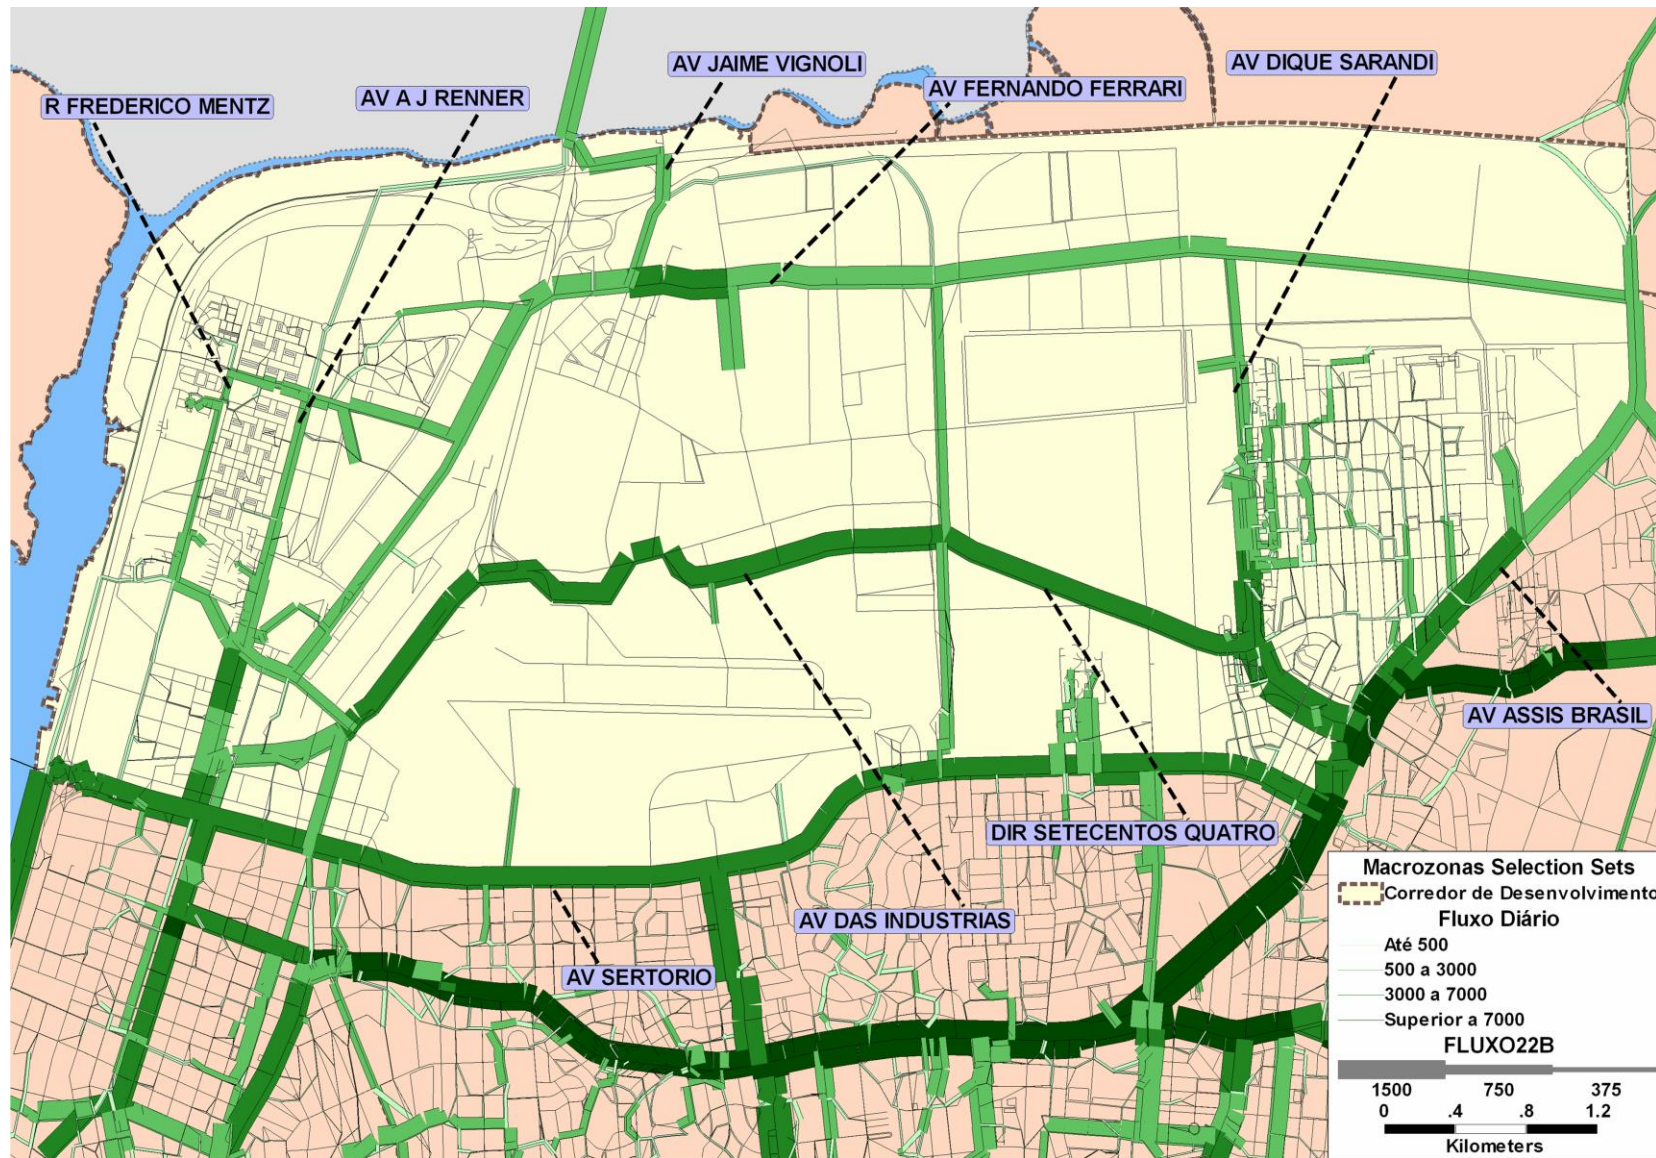 AV JAIME VIGNOLI
AV DIQUE SARANDI
R FREDERICO MENTZ
AV A J RENNER
AV FERNANDO FERRARI
AV ASSIS BRASIL
DIR SETECENTOS QUATRO
AV DAS INDUSTRIAS
AV SERTORIO
Macrozonas Selection Sets
Corredor de Desenvolvimento
Fluxo Diário
Até 500
500 a 3000
3000 a 7000
Superior a 7000
FLUXO22B
1500 750 375
0 .4 .8 1.2
Kilometers